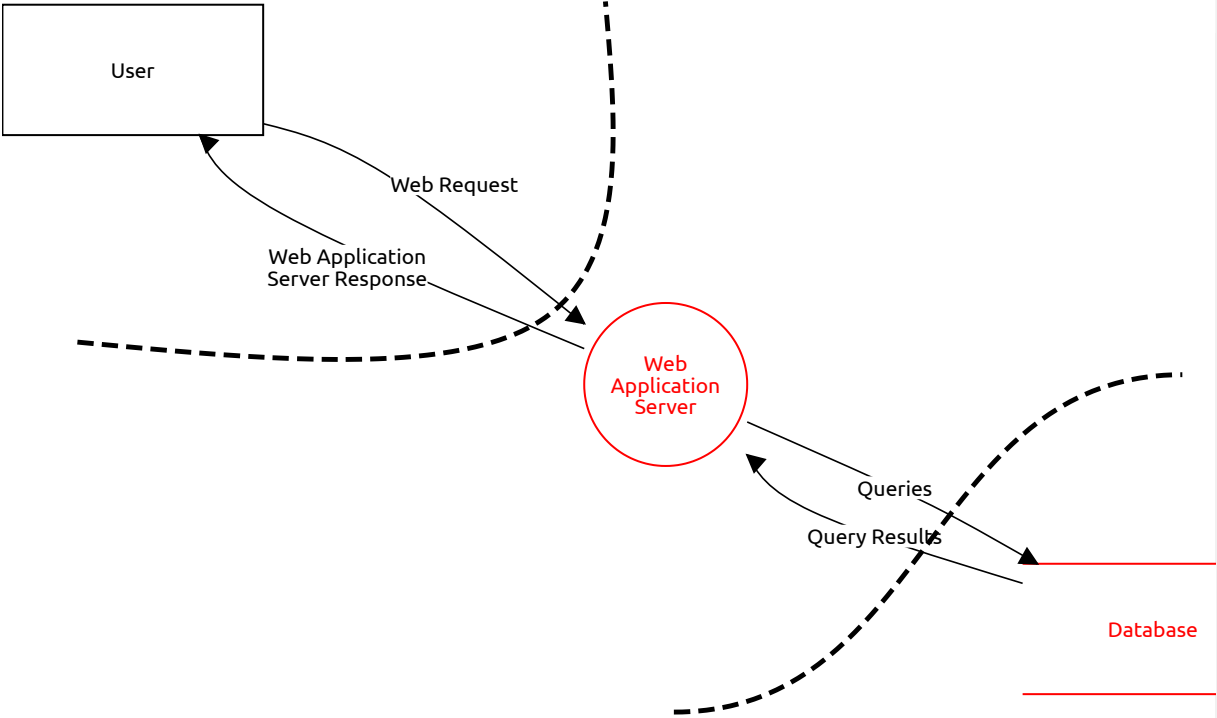 User
Web Request
Web Application
Server Response
Web
Application
Server
Queries
Query Results
Database